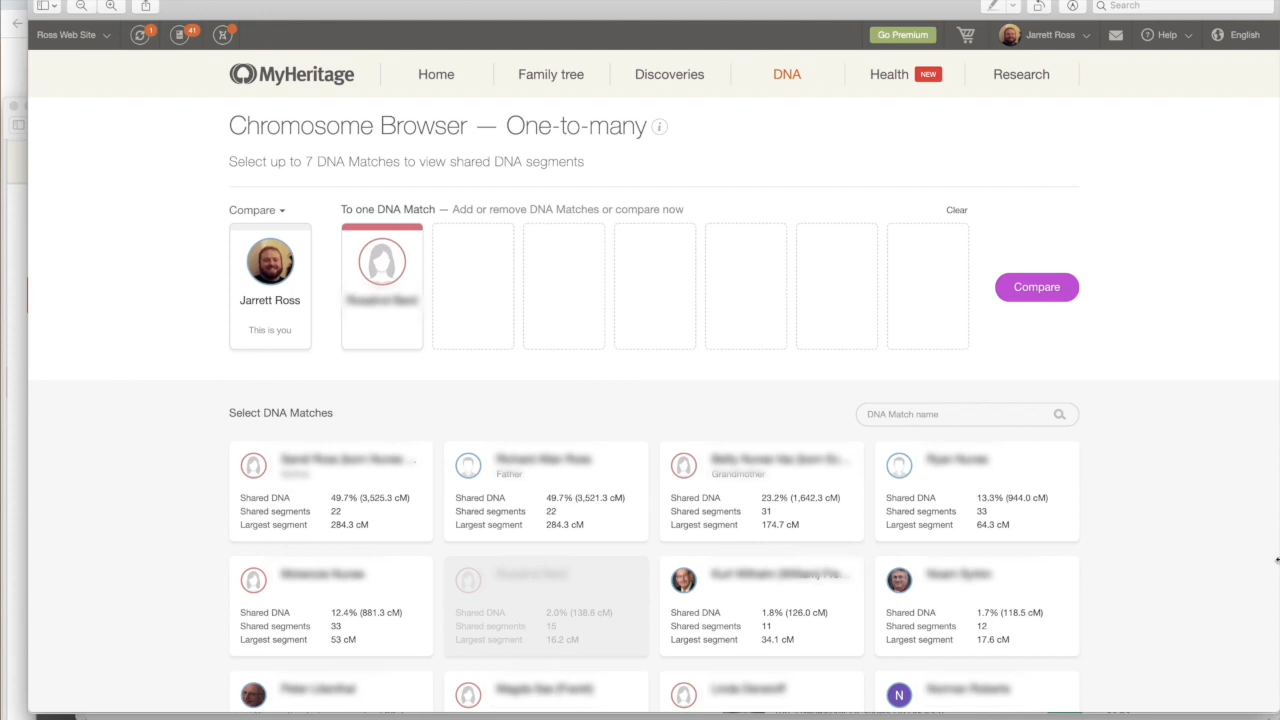 Search
Ross Web Site
1
41
Go Premium
Jarrett Ross
Help
English
MyHeritage
Home
Family tree
Discoveries
DNA
Health NEW
Research
Chromosome Browser — One-to-many
Select up to 7 DNA Matches to view shared DNA segments
Compare
To one DNA Match — Add or remove DNA Matches or compare now
Clear
Jarrett Ross
This is you
Compare
Select DNA Matches
DNA Match name
Father
Grandmother
Shared DNA 49.7% (3,525.3 cM)
Shared segments 22
Largest segment 284.3 cM
Shared DNA 49.7% (3,521.3 cM)
Shared segments 22
Largest segment 284.3 cM
Shared DNA 23.2% (1,642.3 cM)
Shared segments 31
Largest segment 174.7 cM
Shared DNA 13.3% (944.0 cM)
Shared segments 33
Largest segment 64.3 cM
Shared DNA 12.4% (881.3 cM)
Shared segments 33
Largest segment 53 cM
Shared DNA 2.0% (138.6 cM)
Shared segments 15
Largest segment 16.2 cM
Shared DNA 1.8% (126.0 cM)
Shared segments 11
Largest segment 34.1 cM
Shared DNA 1.7% (118.5 cM)
Shared segments 12
Largest segment 17.6 cM
N